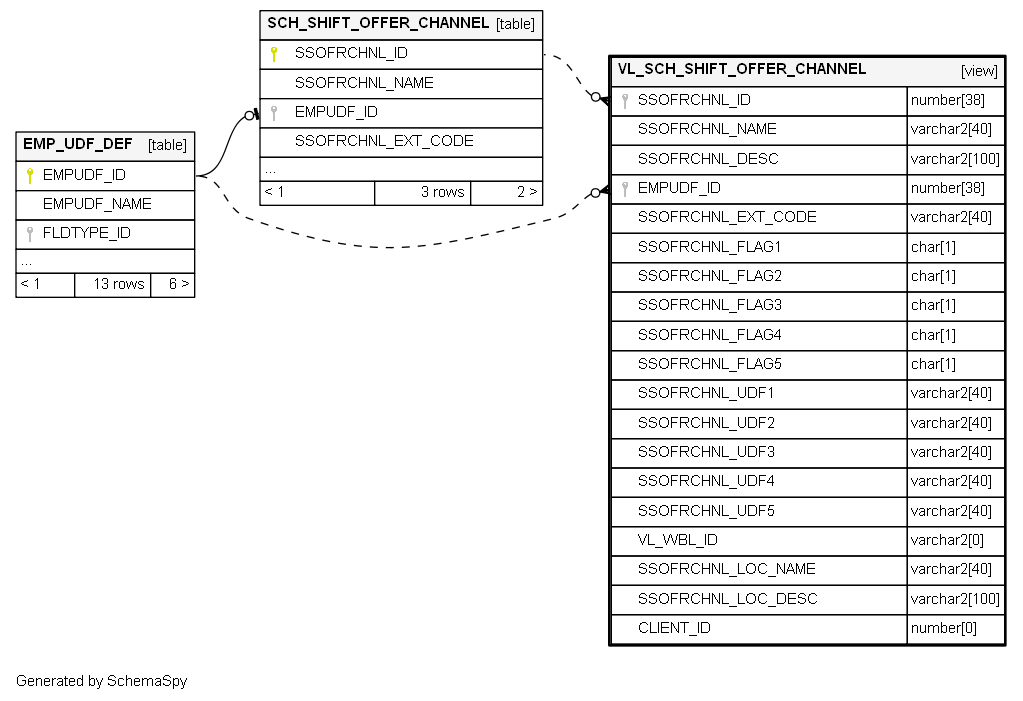 SCH_SHIFT_OFFER_CHANNEL [table]
SSOFRCHNL_ID
SSOFRCHNL_NAME
EMPUDF_ID
SSOFRCHNL_EXT_CODE
...
< 1 3 rows 2 >
EMP_UDF_DEF [table]
EMPUDF_ID
EMPUDF_NAME
FLDTYPE_ID
...
< 1 13 rows 6 >
VL_SCH_SHIFT_OFFER_CHANNEL [view]
SSOFRCHNL_ID number[38]
SSOFRCHNL_NAME varchar2[40]
SSOFRCHNL_DESC varchar2[100]
EMPUDF_ID number[38]
SSOFRCHNL_EXT_CODE varchar2[40]
SSOFRCHNL_FLAG1 char[1]
SSOFRCHNL_FLAG2 char[1]
SSOFRCHNL_FLAG3 char[1]
SSOFRCHNL_FLAG4 char[1]
SSOFRCHNL_FLAG5 char[1]
SSOFRCHNL_UDF1 varchar2[40]
SSOFRCHNL_UDF2 varchar2[40]
SSOFRCHNL_UDF3 varchar2[40]
SSOFRCHNL_UDF4 varchar2[40]
SSOFRCHNL_UDF5 varchar2[40]
VL_WBL_ID varchar2[0]
SSOFRCHNL_LOC_NAME varchar2[40]
SSOFRCHNL_LOC_DESC varchar2[100]
CLIENT_ID number[0]
Generated by SchemaSpy